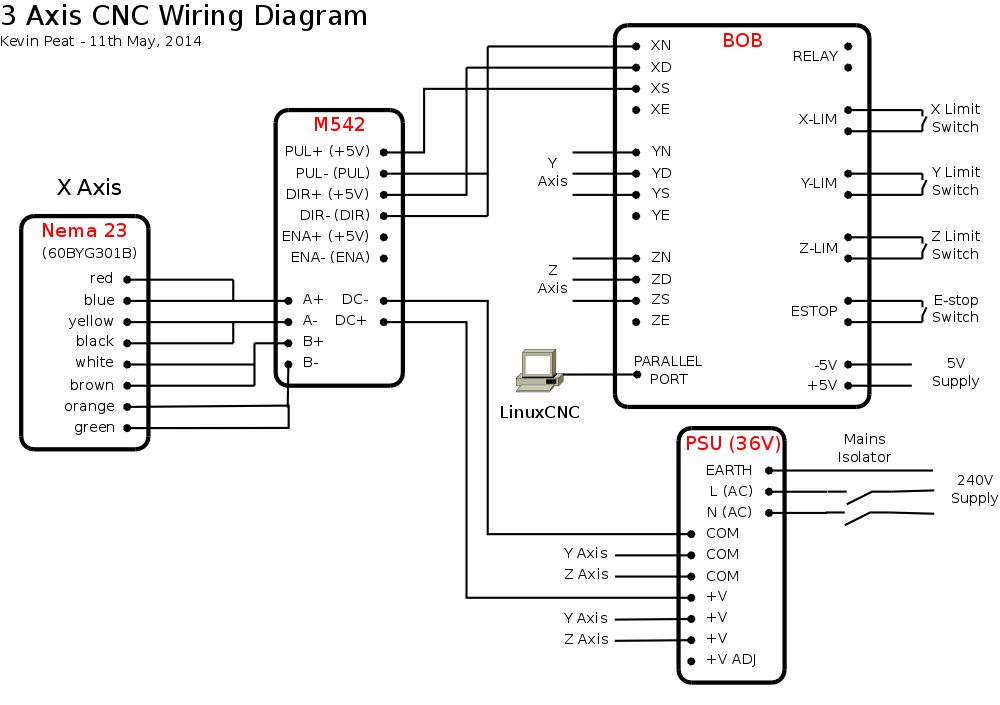 3 Axis CNC Wiring Diagram
Kevin Peat - 11th May, 2014
X Axis
Nema 23
(60BYG301B)
red
blue
yellow
black
white
brown
orange
green
M542
PUL+ (+5V)
PUL- (PUL)
DIR+ (+5V)
DIR- (DIR)
ENA+ (+5V)
ENA- (ENA)
A+ DC-
A- DC+
B+
B-
BOB
XN
XD
XS
XE
Y
Axis
YN
YD
YS
YE
Z
Axis
ZN
ZD
ZS
ZE
PARALLEL
PORT
LinuxCNC
RELAY
X-LIM
X Limit
Switch
Y-LIM
Y Limit
Switch
Z-LIM
Z Limit
Switch
ESTOP
E-stop
Switch
-5V
+5V
5V
Supply
PSU (36V)
EARTH
L (AC)
N (AC)
COM
COM
COM
+V
+V
+V
+V ADJ
Y Axis
Z Axis
Y Axis
Z Axis
Mains
Isolator
240V
Supply